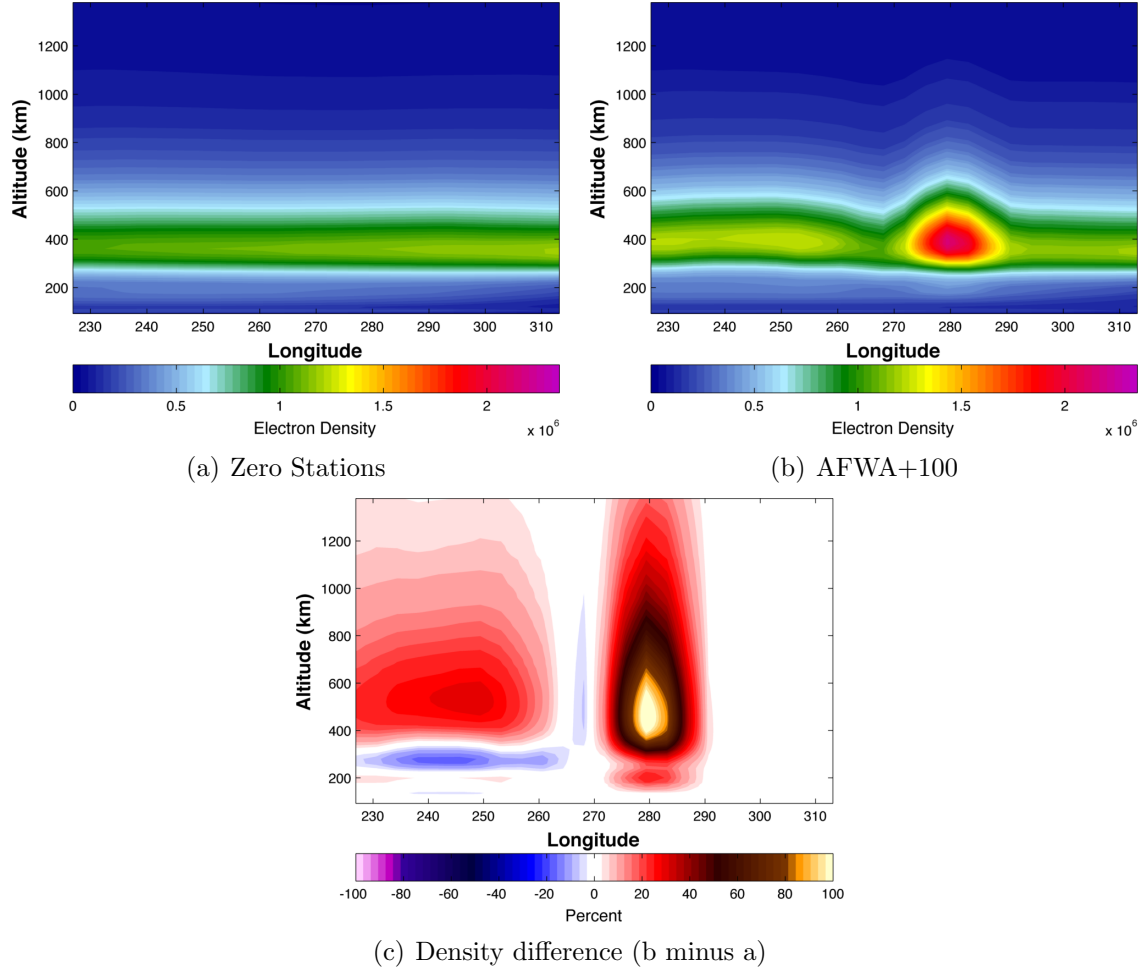 1200
1000
800
600
400
200
Altitude (km)
230 240 250 260 270 280 290 300 310
Longitude
0 0.5 1 1.5 2
x 10^6
Electron Density
(a) Zero Stations
1200
1000
800
600
400
200
Altitude (km)
230 240 250 260 270 280 290 300 310
Longitude
0 0.5 1 1.5 2
x 10^6
Electron Density
(b) AFWA+100
1200
1000
800
600
400
200
Altitude (km)
230 240 250 260 270 280 290 300 310
Longitude
-100 -80 -60 -40 -20 0 20 40 60 80 100
Percent
(c) Density difference (b minus a)